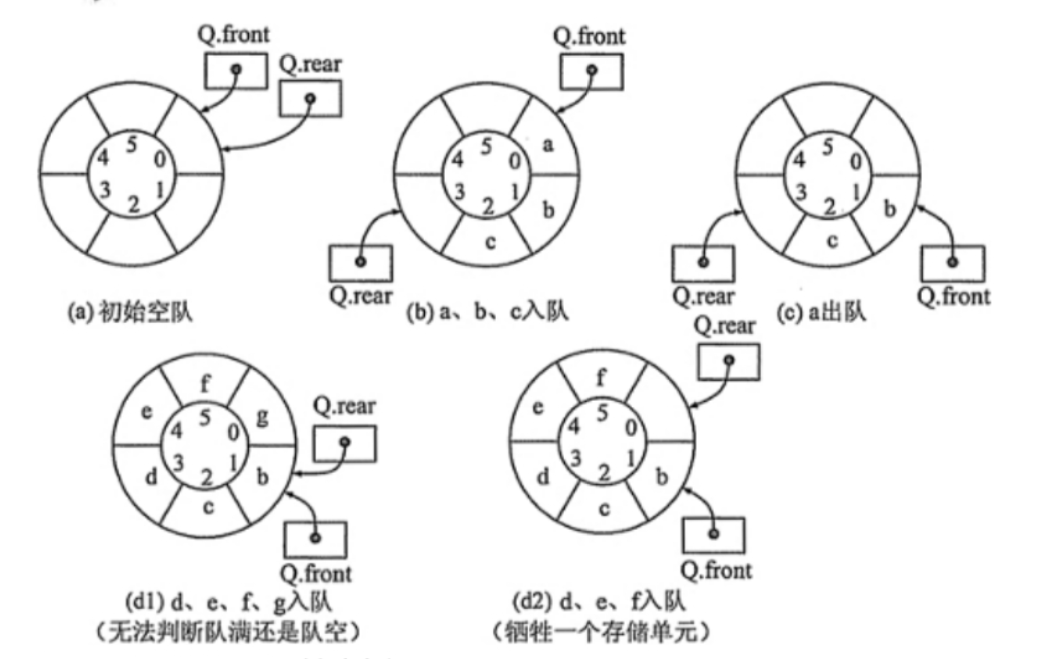 Q.front
Q.rear
4 5 0
3 2 1
(a) 初始空队
Q.front
a
4 5 0
3 2 1
b
c
Q.rear
(b) a、b、c入队
4 5 0
3 2 1
b
c
Q.rear
Q.front
(c) a出队
f
e
g
4 5 0
3 2 1
d
b
c
Q.rear
Q.front
(d1) d、e、f、g入队
(无法判断队满还是队空)
Q.rear
f
e
4 5 0
3 2 1
d
b
c
Q.front
(d2) d、e、f入队
(牺牲一个存储单元)